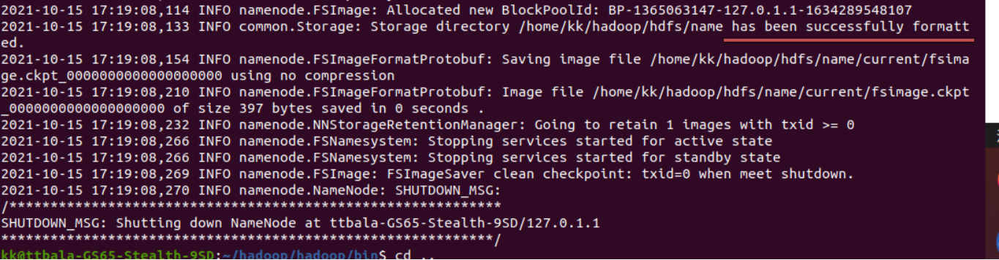 2021-10-15 17:19:08,114 INFO namenode.FSImage: Allocated new BlockPoolId: BP-1365063147-127.0.1.1-1634289548107
2021-10-15 17:19:08,133 INFO common.Storage: Storage directory /home/kk/hadoop/hdfs/name has been successfully formatt
ed.
2021-10-15 17:19:08,154 INFO namenode.FSImageFormatProtobuf: Saving image file /home/kk/hadoop/hdfs/name/current/fsima
ge.ckpt_0000000000000000000 using no compression
2021-10-15 17:19:08,210 INFO namenode.FSImageFormatProtobuf: Image file /home/kk/hadoop/hdfs/name/current/fsimage.ckpt
_0000000000000000000 of size 397 bytes saved in 0 seconds .
2021-10-15 17:19:08,232 INFO namenode.NNStorageRetentionManager: Going to retain 1 images with txid >= 0
2021-10-15 17:19:08,266 INFO namenode.FSNamesystem: Stopping services started for active state
2021-10-15 17:19:08,266 INFO namenode.FSNamesystem: Stopping services started for standby state
2021-10-15 17:19:08,269 INFO namenode.FSImage: FSImageSaver clean checkpoint: txid=0 when meet shutdown.
2021-10-15 17:19:08,270 INFO namenode.NameNode: SHUTDOWN_MSG:
/************************************************************
SHUTDOWN_MSG: Shutting down NameNode at ttbala-GS65-Stealth-9SD/127.0.1.1
************************************************************/
kk@ttbala-GS65-Stealth-9SD:~/hadoop/hadoop/bin$ cd ..